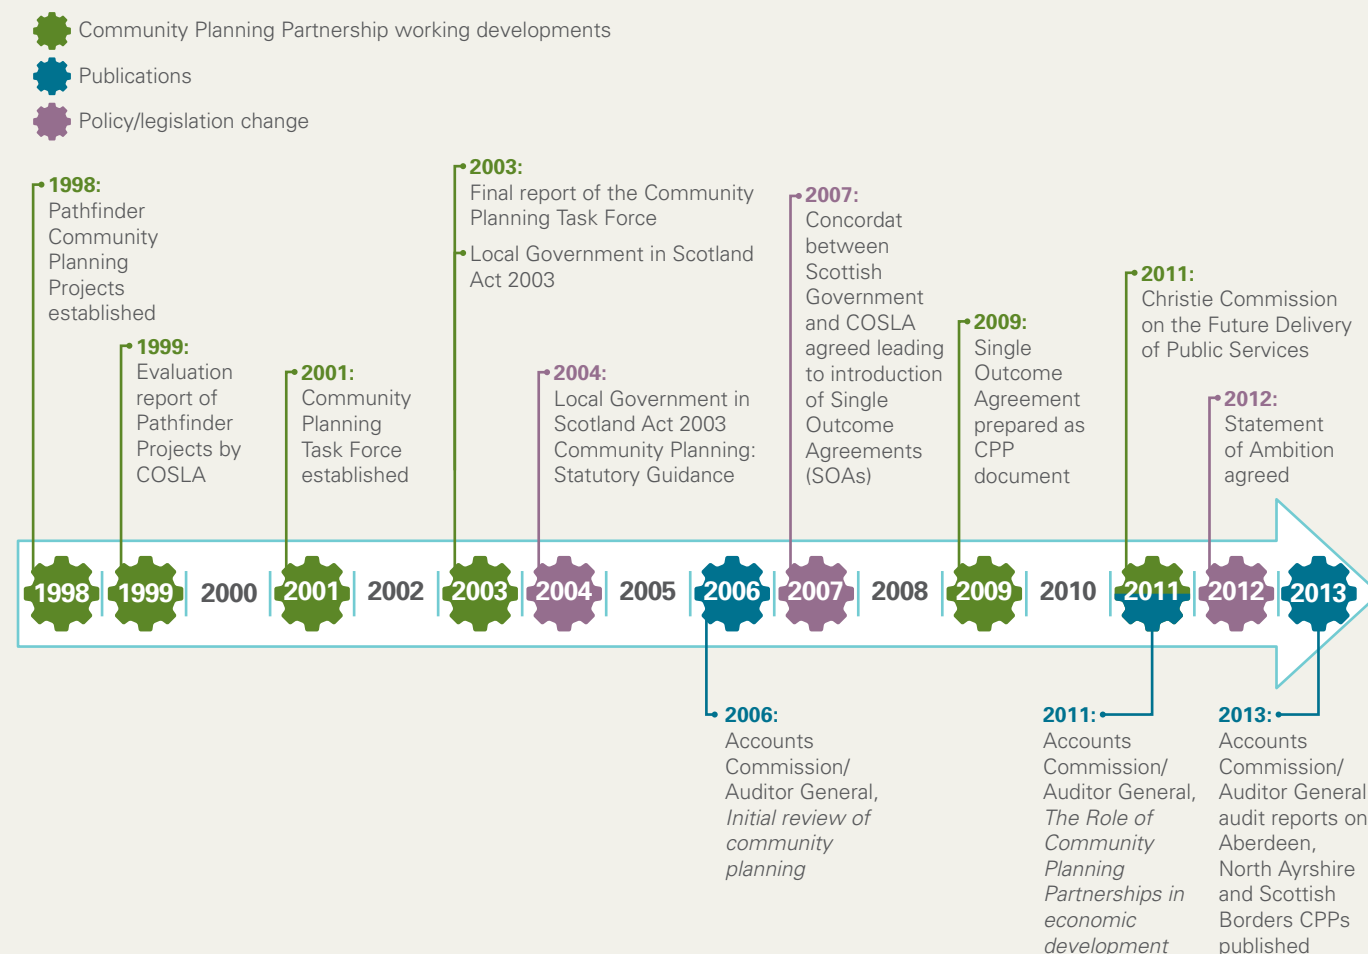 Community Planning Partnership working developments
Publications
Policy/legislation change
1998:
Pathfinder
Community
Planning
Projects
established
1999:
Evaluation
report of
Pathfinder
Projects by
COSLA
2001:
Community
Planning
Task Force
established
2003:
Final report of the Community
Planning Task Force
Local Government in Scotland
Act 2003
2004:
Local Government in
Scotland Act 2003
Community Planning:
Statutory Guidance
2007:
Concordat
between
Scottish
Government
and COSLA
agreed leading
to introduction
of Single
Outcome
Agreements
(SOAs)
2009:
Single
Outcome
Agreement
prepared as
CPP
document
2011:
Christie Commission
on the Future Delivery
of Public Services
2012:
Statement
of Ambition
agreed
1998 1999 2000 2001 2002 2003 2004 2005 2006 2007 2008 2009 2010 2011 2012 2013
2006:
Accounts
Commission/
Auditor General,
Initial review of
community
planning
2011:
Accounts
Commission/
Auditor General,
The Role of
Community
Planning
Partnerships in
economic
development
2013:
Accounts
Commission/
Auditor General
audit reports on
Aberdeen,
North Ayrshire
and Scottish
Borders CPPs
published